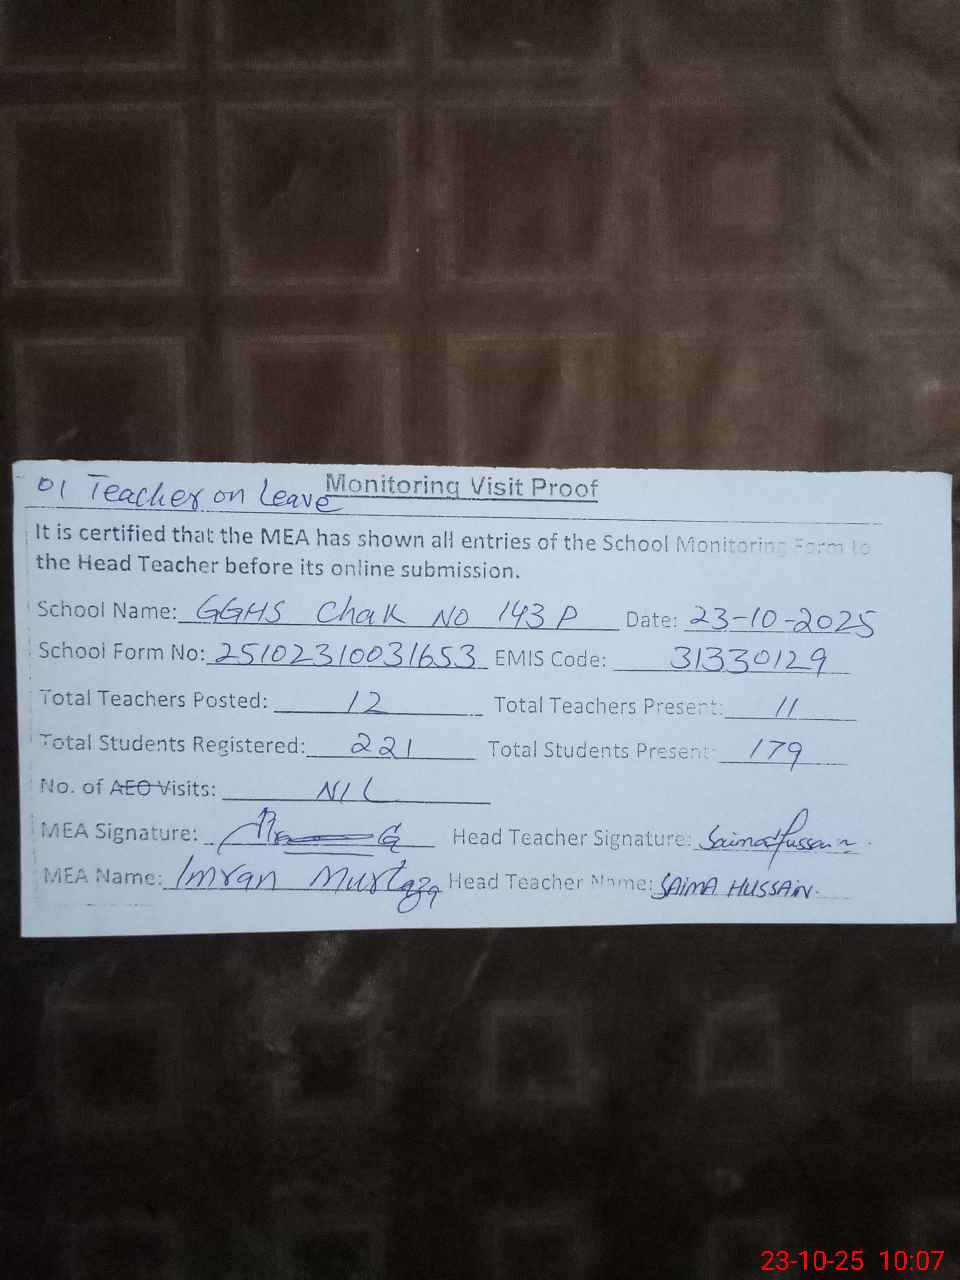 01 Teacher on Leave Monitoring Visit Proof
It is certified that the MEA has shown all entries of the School Monitoring Form to
the Head Teacher before its online submission.
School Name: GGHS Chak NO 143 P Date: 23-10-2025
School Form No: 25102310031653 EMIS Code: 31330129
Total Teachers Posted: 12 Total Teachers Present: 11
Total Students Registered: 221 Total Students Present: 179
No. of AEO Visits: NIL
MEA Signature: Head Teacher Signature: Saima Hussain.
MEA Name: Imran Murtaza Head Teacher Name: SAIMA HUSSAIN.
23-10-25 10:07